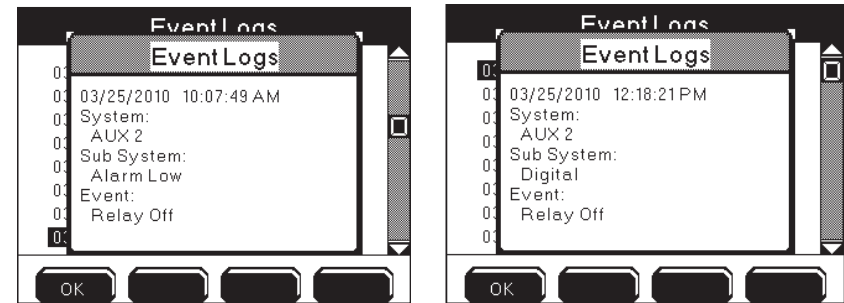 Event Logs
Event Logs
03/25/2010 10:07:49 AM
System:
AUX 2
Sub System:
Alarm Low
Event:
Relay Off
OK
Event Logs
Event Logs
03/25/2010 12:18:21 PM
System:
AUX 2
Sub System:
Digital
Event:
Relay Off
OK